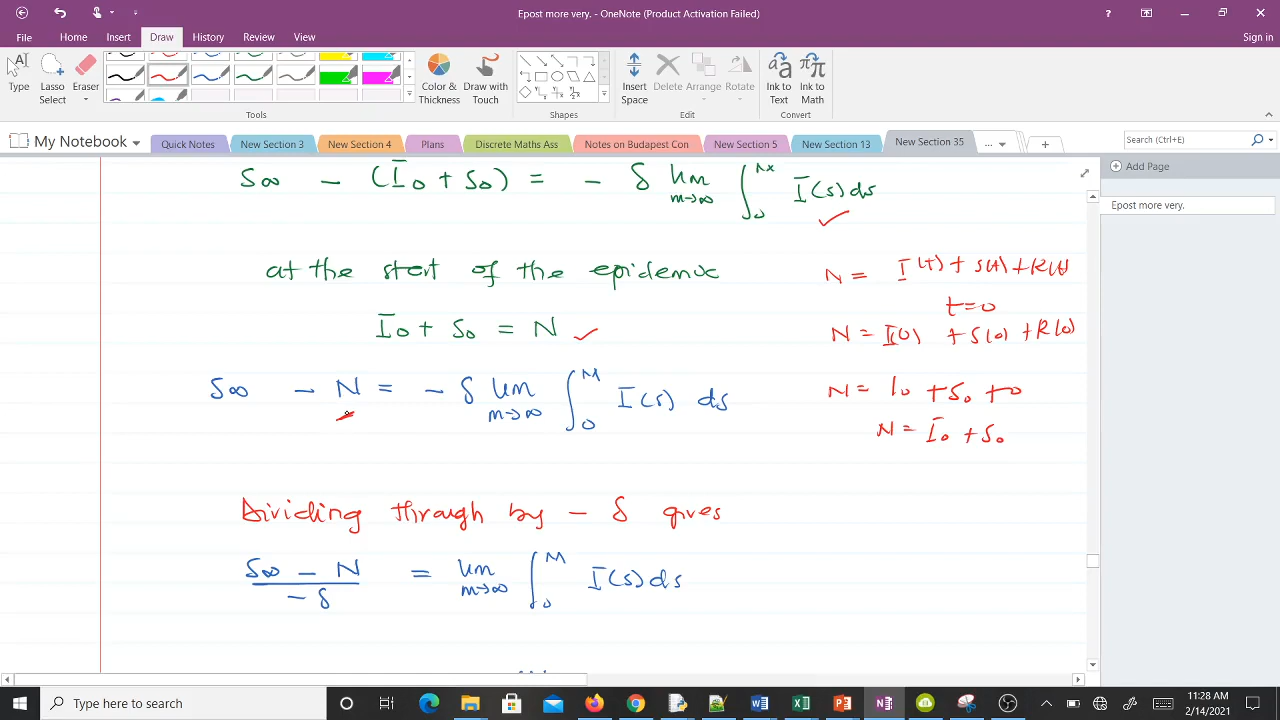 Epost more very. - OneNote (Product Activation Failed)
File Home Insert Draw History Review View Sign in
Type Lasso Select Eraser Color & Thickness Draw with Touch Insert Space Delete Arrange Rotate Ink to Text Ink to Math
Tools Shapes Edit Convert
My Notebook Quick Notes New Section 3 New Section 4 Plans Discrete Maths Ass Notes on Budapest Con New Section 5 New Section 13 New Section 35 ... Search (Ctrl+E)
Add Page
Epost more very.
S∞ - (I0 + S0) = - δ lim m→∞ ∫ 0 I(s) ds
at the start of the epidemic
I0 + S0 = N
S∞ - N = - δ lim m→∞ ∫ 0 M I(s) ds
Dividing through by - δ gives
S∞ - N / - δ = lim m→∞ ∫ 0 M I(s) ds
N = I(t) + S(t) + R(t)
t=0
N = I(0) + S(0) + R(0)
N = I0 + S0 + 0
N = I0 + S0
Type here to search
11:28 AM
2/14/2021